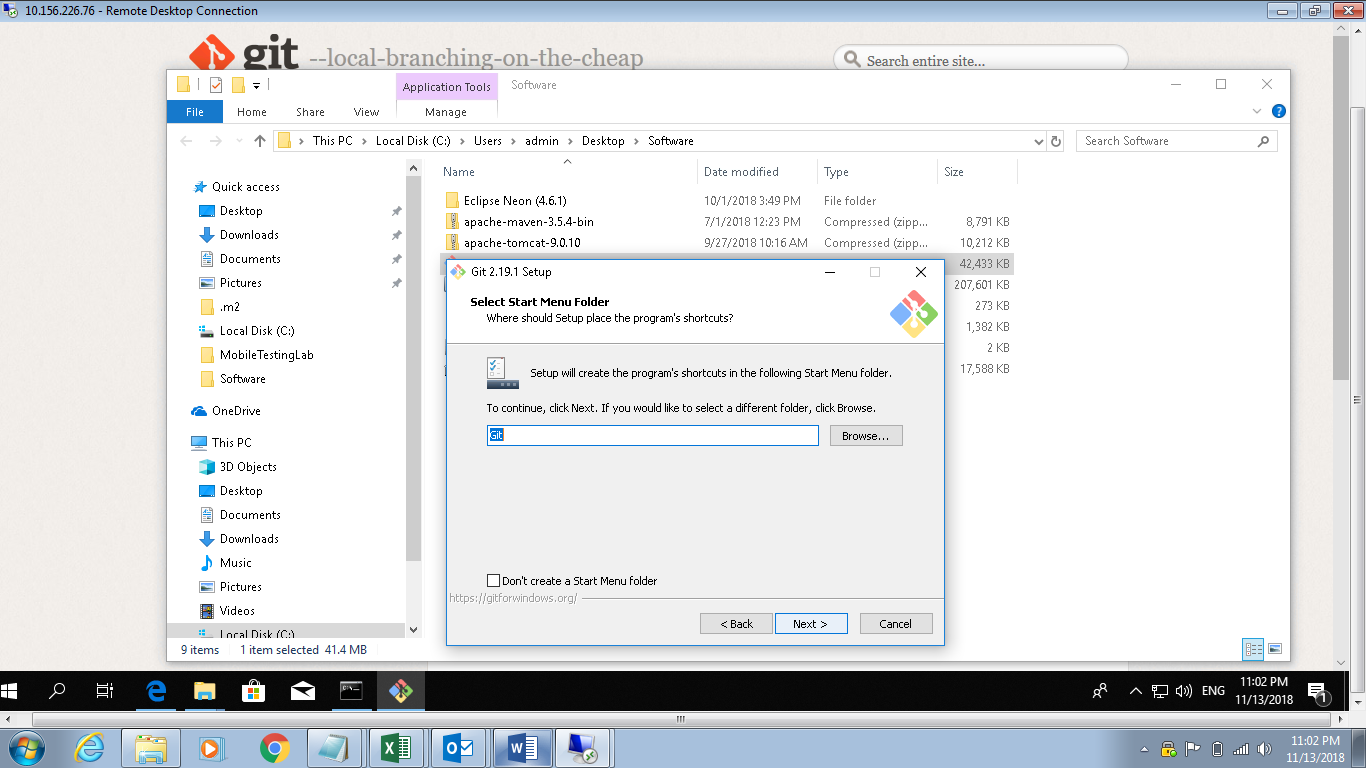 10.156.226.76 - Remote Desktop Connection
git --local-branching-on-the-cheap
Search entire site...
Application Tools
Software
File
Home
Share
View
Manage
?
This PC > Local Disk (C:) > Users > admin > Desktop > Software
Search Software
Name
Date modified
Type
Size
Quick access
Desktop
Downloads
Documents
Pictures
.m2
Local Disk (C:)
MobileTestingLab
Software
OneDrive
This PC
3D Objects
Desktop
Documents
Downloads
Music
Pictures
Videos
Local Disk (C:)
Eclipse Neon (4.6.1) 10/1/2018 3:49 PM File folder
apache-maven-3.5.4-bin 7/1/2018 12:23 PM Compressed (zipp... 8,791 KB
apache-tomcat-9.0.10 9/27/2018 10:16 AM Compressed (zipp... 10,212 KB
42,433 KB
207,601 KB
273 KB
1,382 KB
2 KB
17,588 KB
Git 2.19.1 Setup
Select Start Menu Folder
Where should Setup place the program's shortcuts?
Setup will create the program's shortcuts in the following Start Menu folder.
To continue, click Next. If you would like to select a different folder, click Browse.
Git
Browse...
Don't create a Start Menu folder
https://gitforwindows.org/
< Back
Next >
Cancel
9 items 1 item selected 41.4 MB
ENG
11:02 PM
11/13/2018
1
11:02 PM
11/13/2018